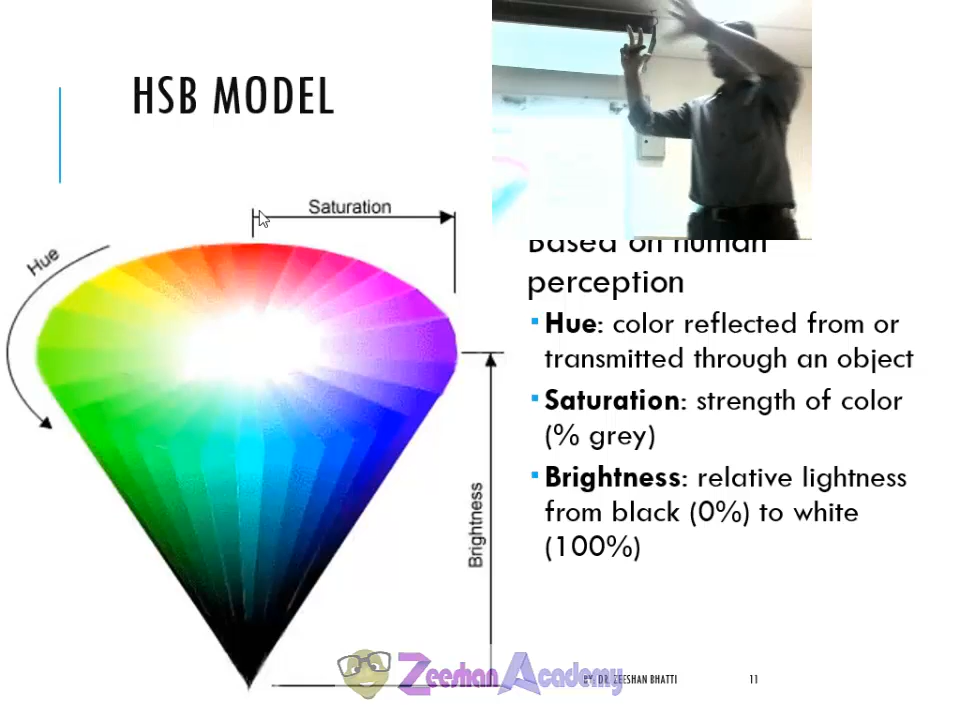 HSB MODEL
Saturation
Hue
Brightness
Based on human
perception
Hue: color reflected from or
transmitted through an object
Saturation: strength of color
(% grey)
Brightness: relative lightness
from black (0%) to white
(100%)
Zeeshan Academy
BY: DR. ZEESHAN BHATTI
11